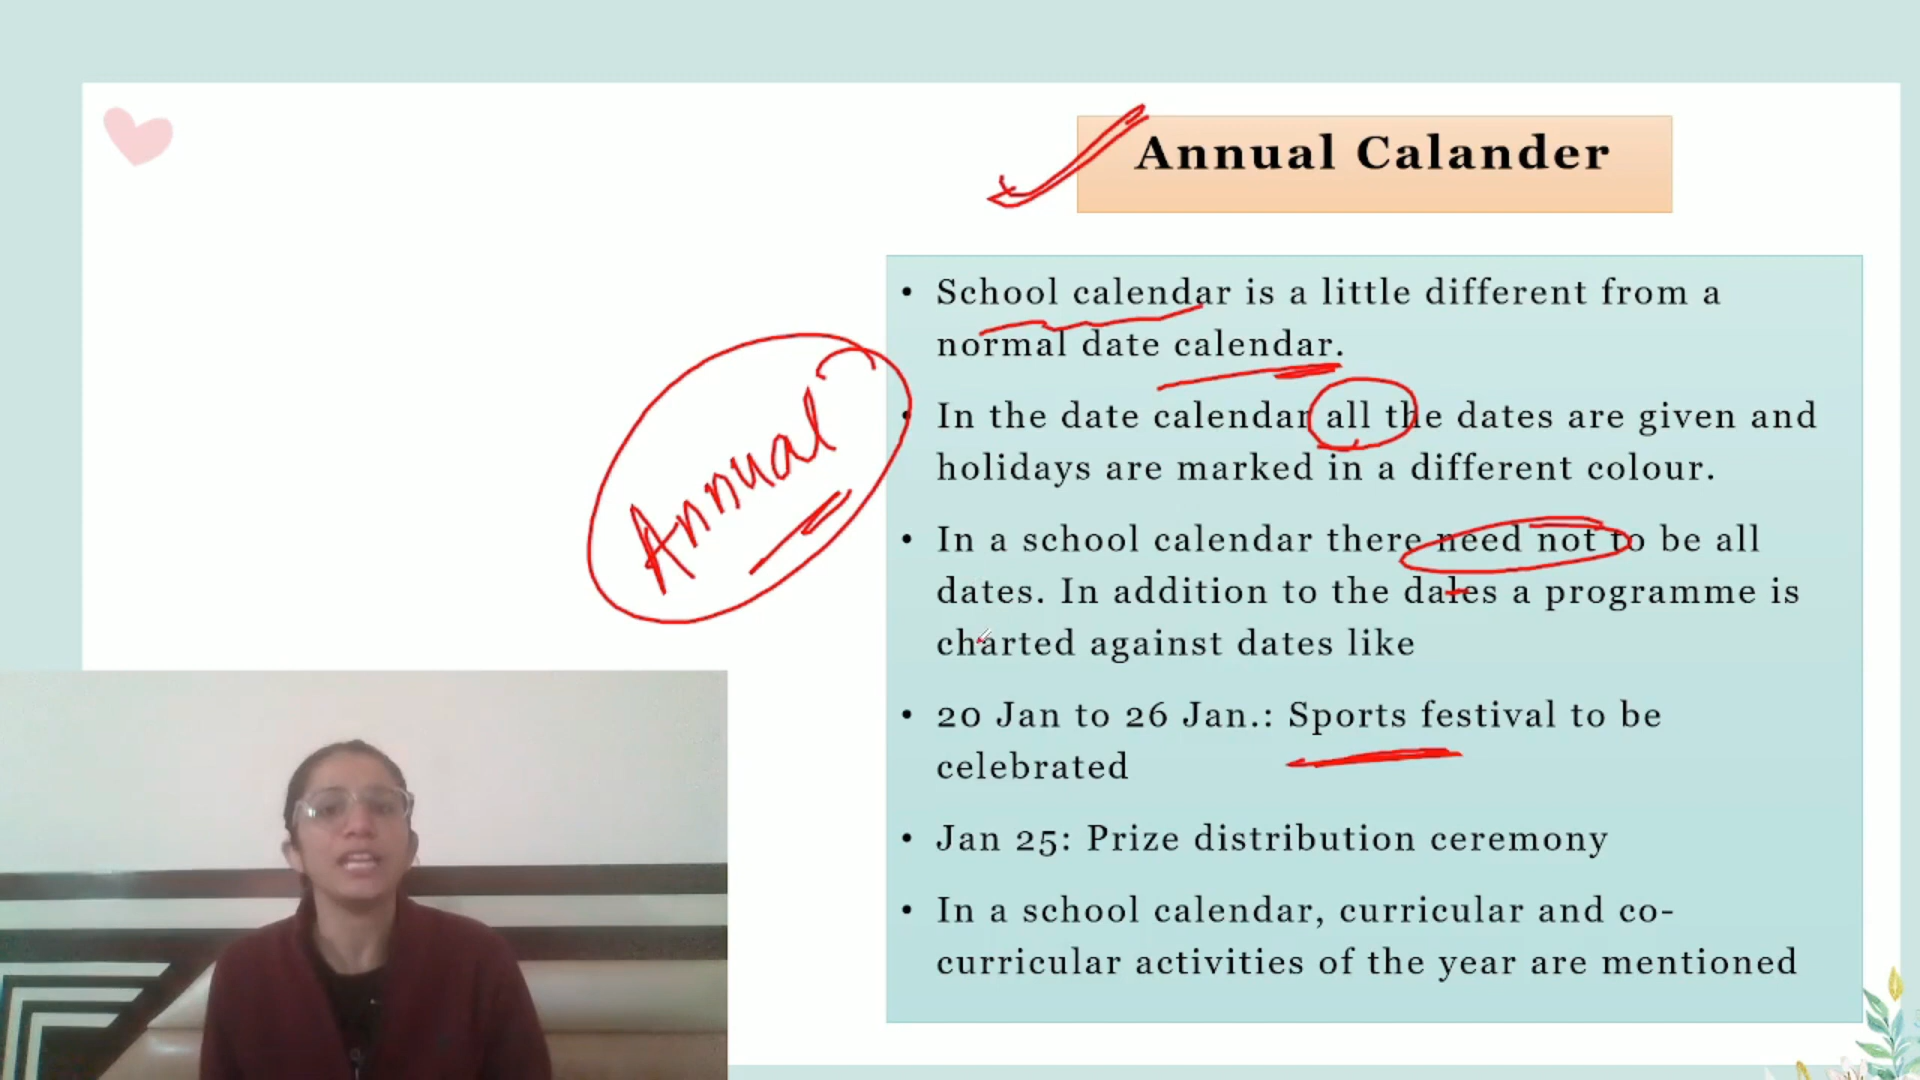 Annual Calander
• School calendar is a little different from a
normal date calendar.
• In the date calendar all the dates are given and
holidays are marked in a different colour.
• In a school calendar there need not to be all
dates. In addition to the dates a programme is
charted against dates like
• 20 Jan to 26 Jan.: Sports festival to be
celebrated
• Jan 25: Prize distribution ceremony
• In a school calendar, curricular and co-
curricular activities of the year are mentioned
Annual